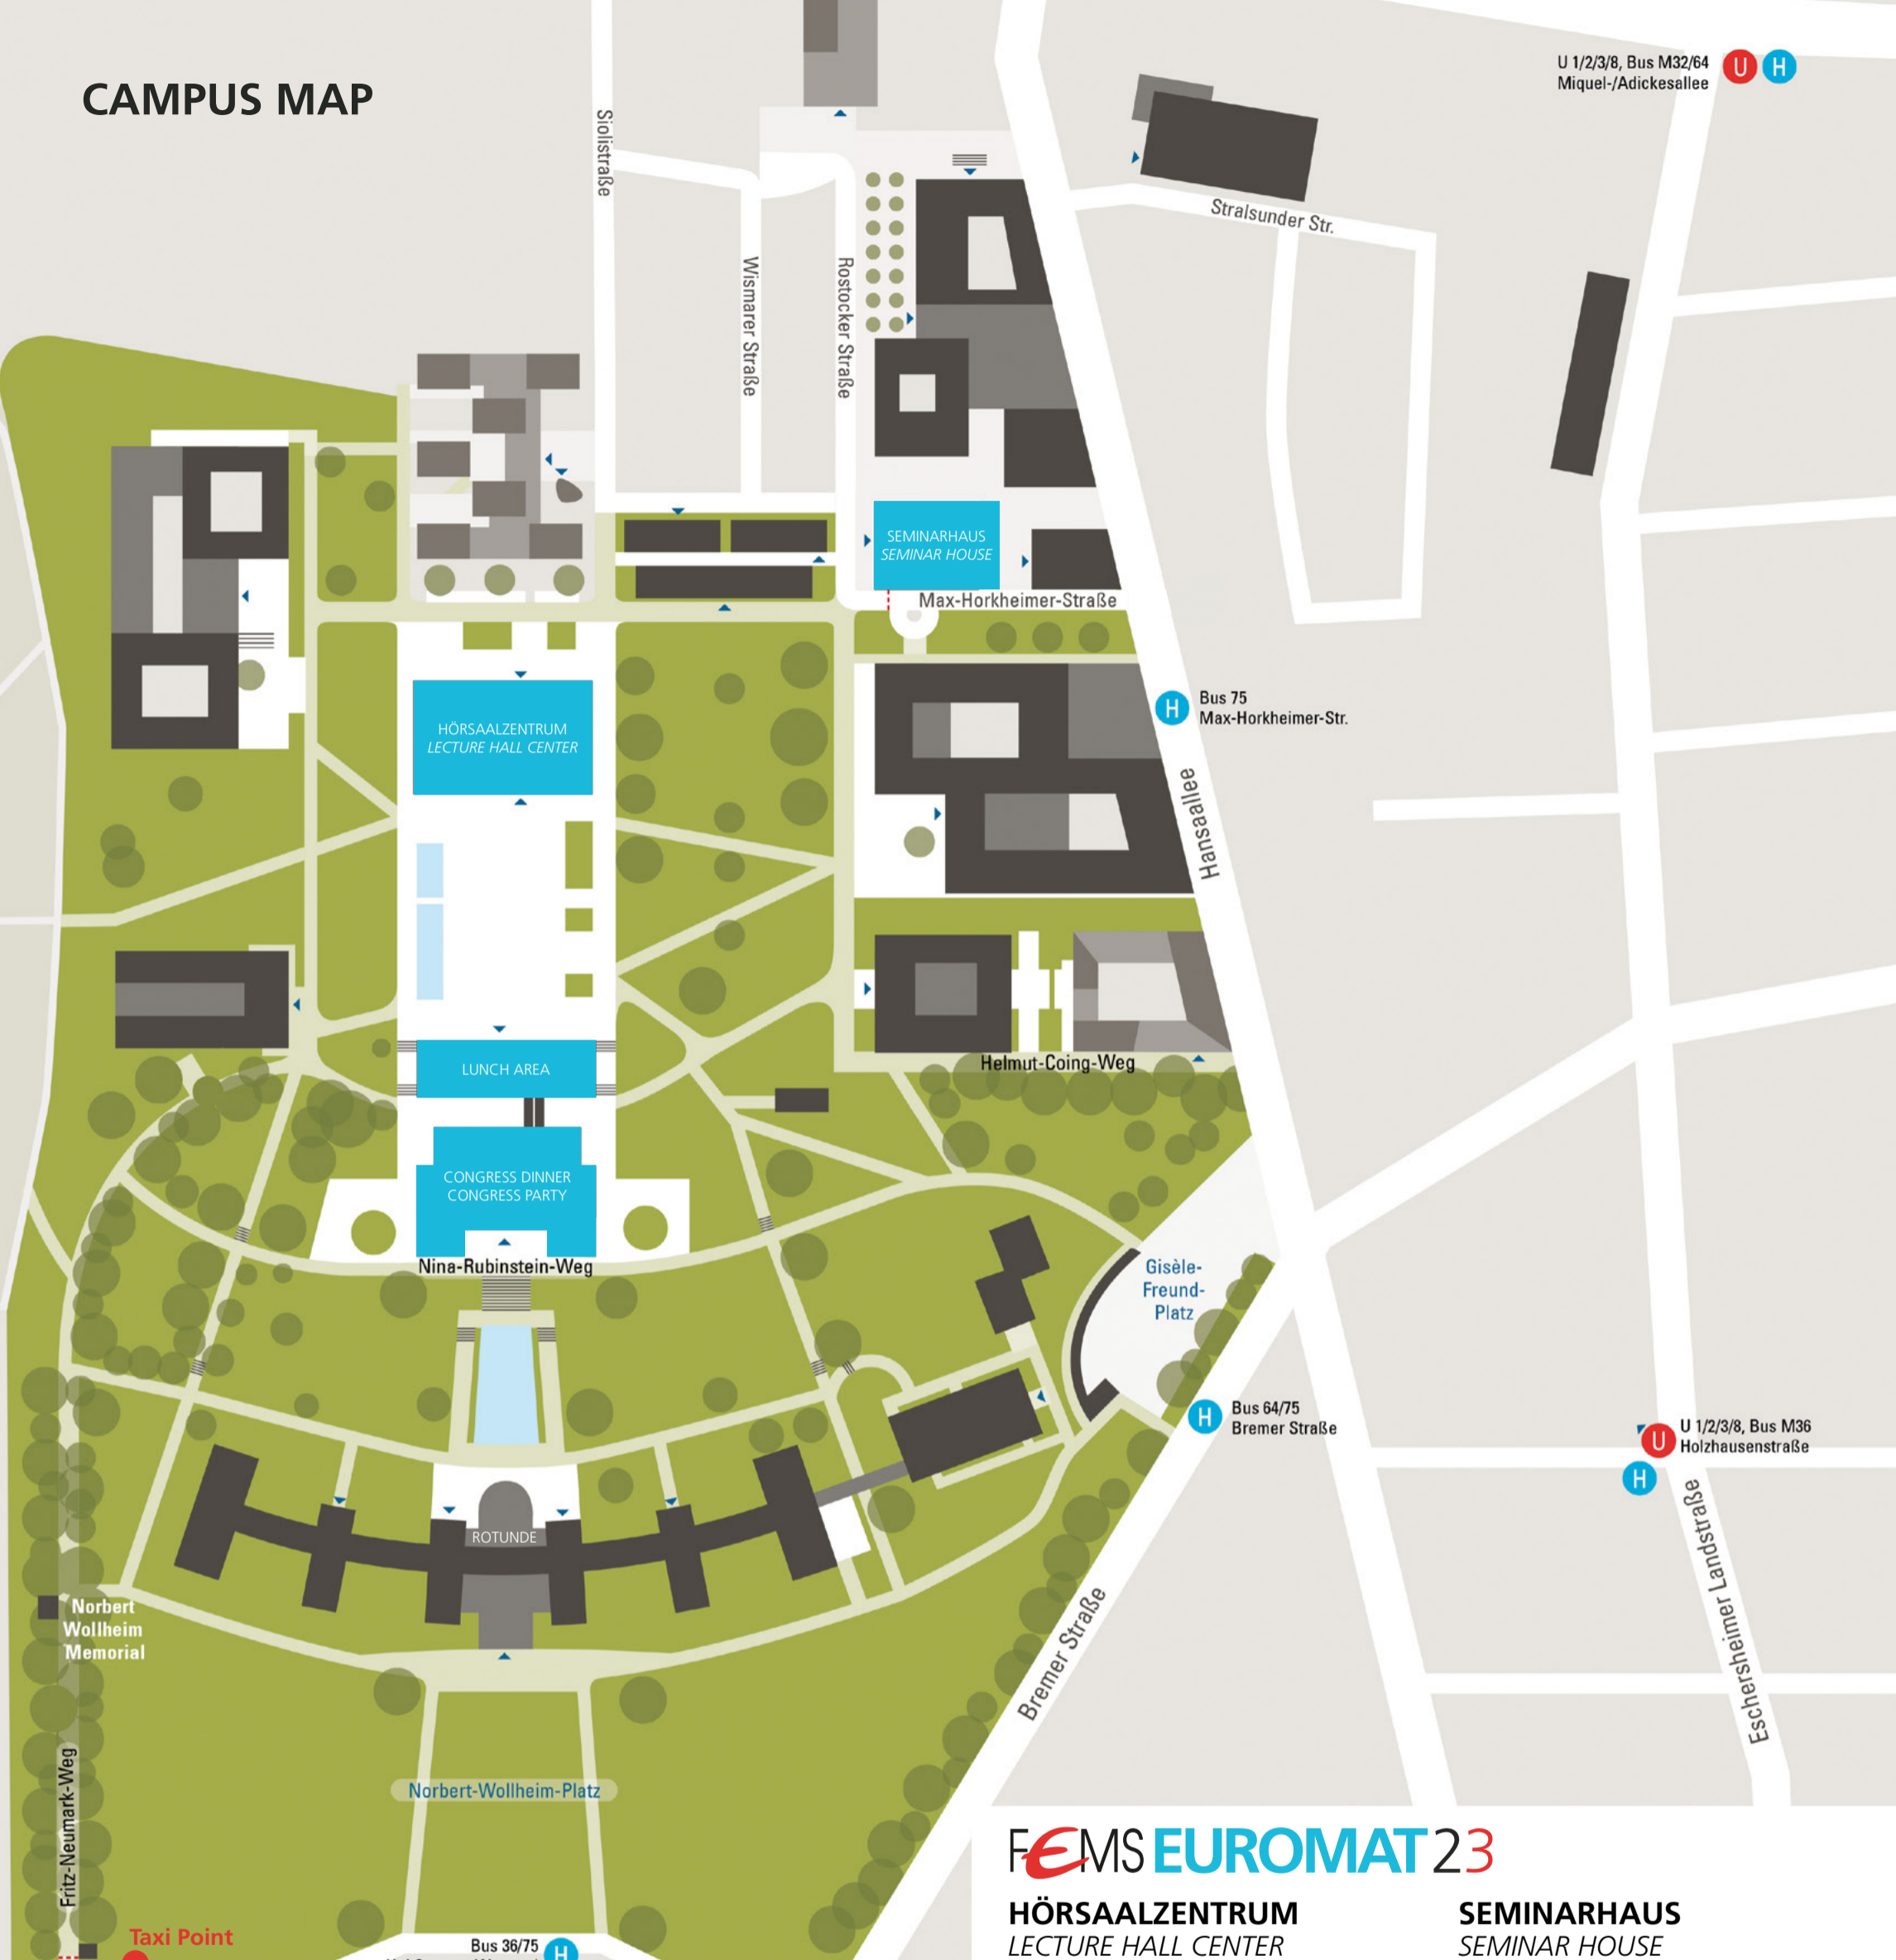 CAMPUS MAP
U 1/2/3/8, Bus M32/64
Miquel-/Adickesallee
U
H
Siolistraße
Stralsunder Str.
Wismarer Straße
Rostocker Straße
SEMINARHAUS
SEMINAR HOUSE
Max-Horkheimer-Straße
H
Bus 75
Max-Horkheimer-Str.
HÖRSAALZENTRUM
LECTURE HALL CENTER
Hansaallee
Helmut-Coing-Weg
LUNCH AREA
CONGRESS DINNER
CONGRESS PARTY
Nina-Rubinstein-Weg
Gisèle-
Freund-
Platz
H
Bus 64/75
Bremer Straße
U
H
U 1/2/3/8, Bus M36
Holzhausenstraße
Eschersheimer Landstraße
ROTUNDE
Norbert
Wollheim
Memorial
Bremer Straße
Norbert-Wollheim-Platz
Fritz-Neumark-Weg
Taxi Point
Bus 36/75
H
FEMS EUROMAT 23
HÖRSAALZENTRUM
LECTURE HALL CENTER
SEMINARHAUS
SEMINAR HOUSE